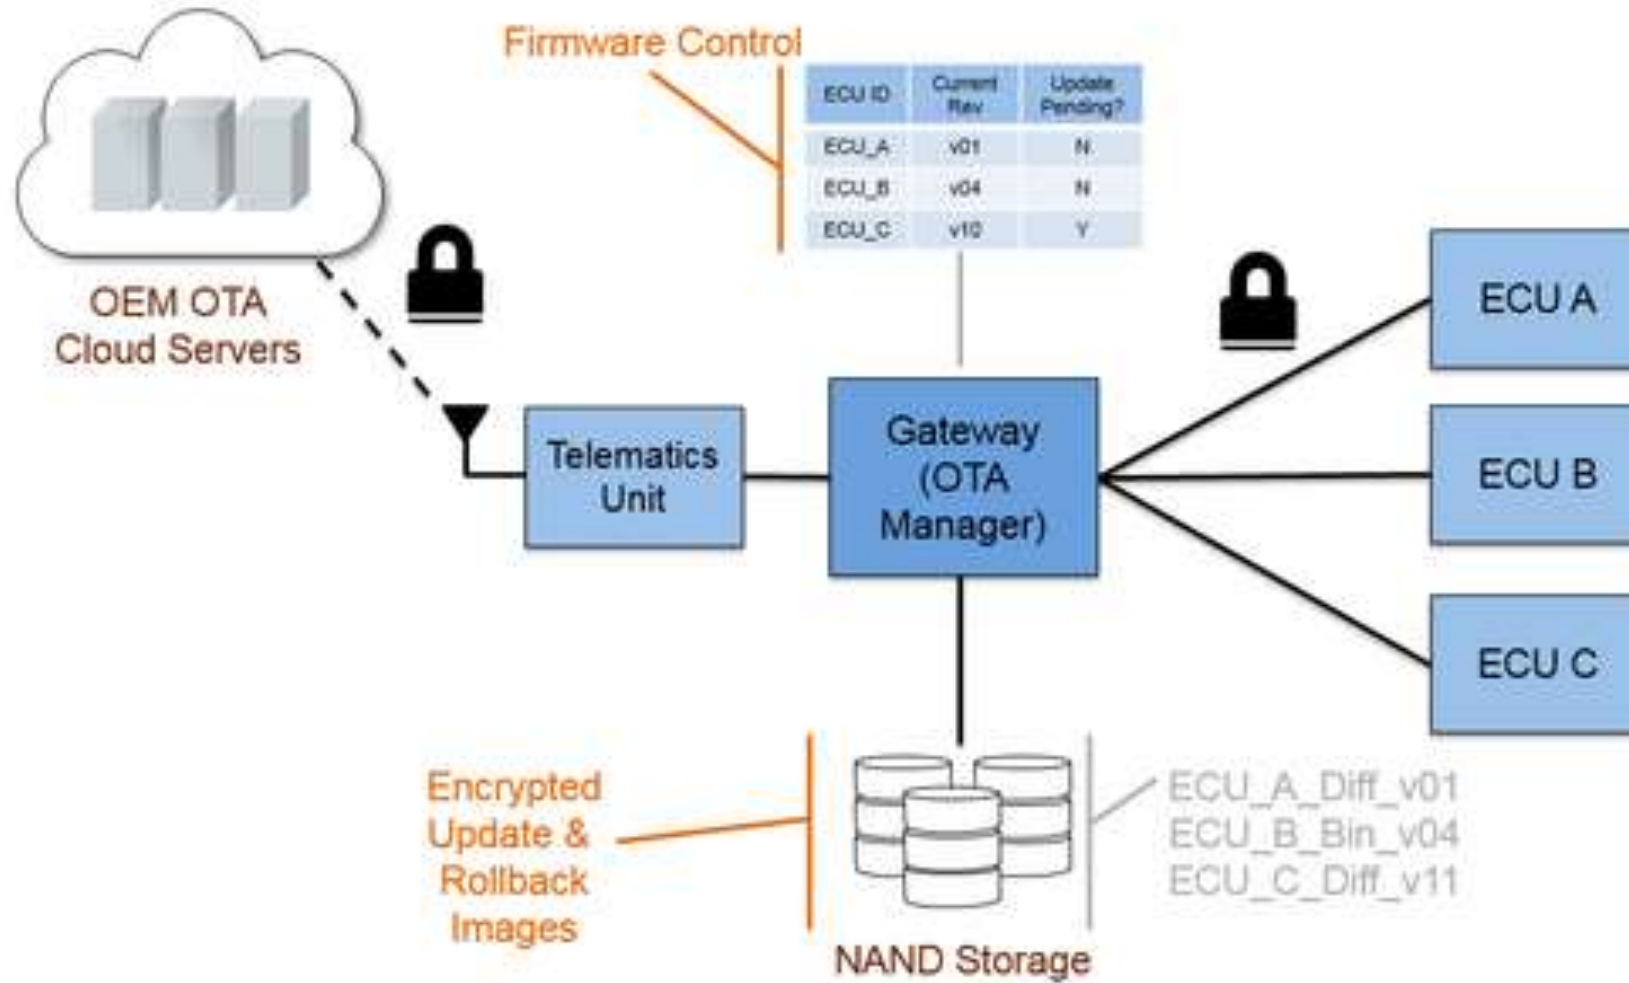 Firmware Control
ECU ID Current Rev Update Pending?
ECU_A v01 N
ECU_B v04 N
ECU_C v10 Y
OEM OTA
Cloud Servers
Telematics
Unit
Gateway
(OTA
Manager)
ECU A
ECU B
ECU C
Encrypted
Update &
Rollback
Images
NAND Storage
ECU_A_Diff_v01
ECU_B_Bin_v04
ECU_C_Diff_v11